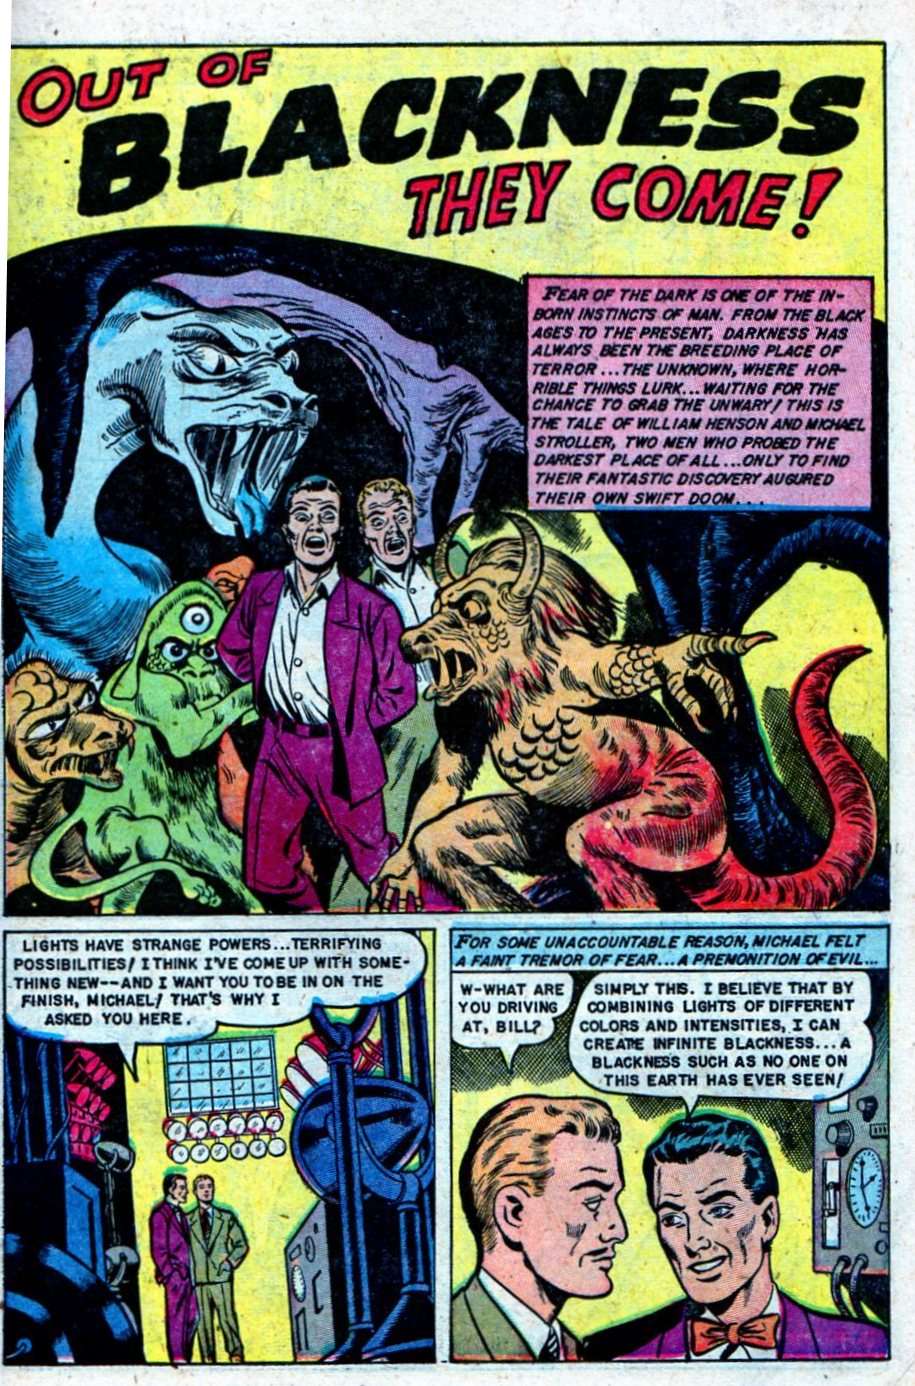 OUT OF
BLACKNESS
THEY COME!
FEAR OF THE DARK IS ONE OF THE IN-
BORN INSTINCTS OF MAN. FROM THE BLACK
AGES TO THE PRESENT, DARKNESS HAS
ALWAYS BEEN THE BREEDING PLACE OF
TERROR...THE UNKNOWN, WHERE HOR-
RIBLE THINGS LURK...WAITING FOR THE
CHANCE TO GRAB THE UNWARY! THIS IS
THE TALE OF WILLIAM HENSON AND MICHAEL
STROLLER, TWO MEN WHO PROBED THE
DARKEST PLACE OF ALL...ONLY TO FIND
THEIR FANTASTIC DISCOVERY AUGURED
THEIR OWN SWIFT DOOM...
LIGHTS HAVE STRANGE POWERS...TERRIFYING
POSSIBILITIES! I THINK I'VE COME UP WITH SOME-
THING NEW--AND I WANT YOU TO BE IN ON THE
FINISH, MICHAEL! THAT'S WHY I
ASKED YOU HERE.
FOR SOME UNACCOUNTABLE REASON, MICHAEL FELT
A FAINT TREMOR OF FEAR...A PREMONITION OF EVIL...
W-WHAT ARE
YOU DRIVING
AT, BILL?
SIMPLY THIS. I BELIEVE THAT BY
COMBINING LIGHTS OF DIFFERENT
COLORS AND INTENSITIES, I CAN
CREATE INFINITE BLACKNESS...A
BLACKNESS SUCH AS NO ONE ON
THIS EARTH HAS EVER SEEN!